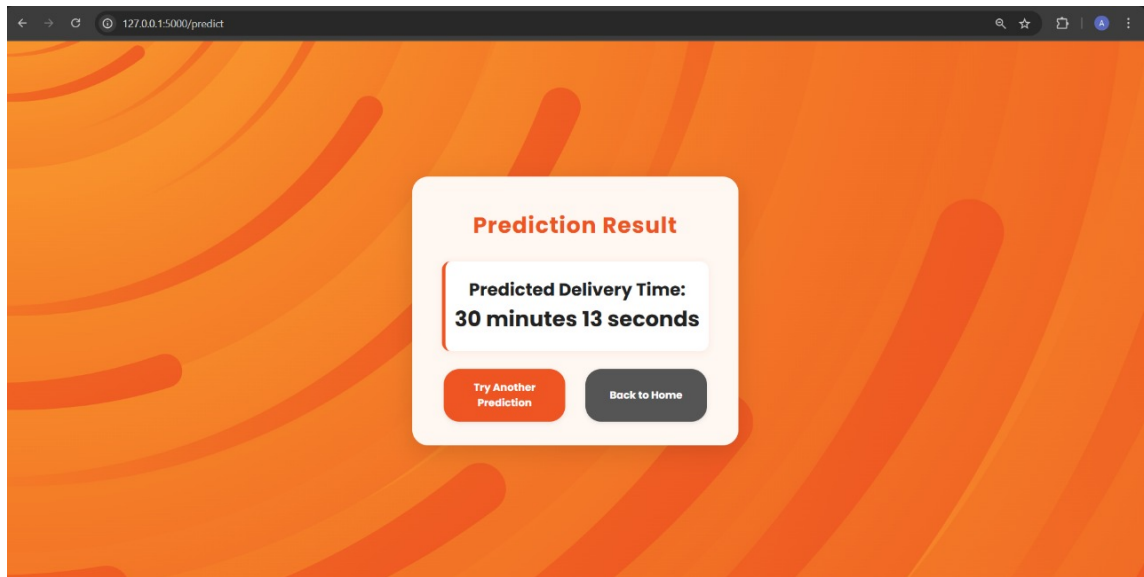 127.0.0.1:5000/predict
A
Prediction Result
Predicted Delivery Time:
30 minutes 13 seconds
Try Another
Prediction
Back to Home